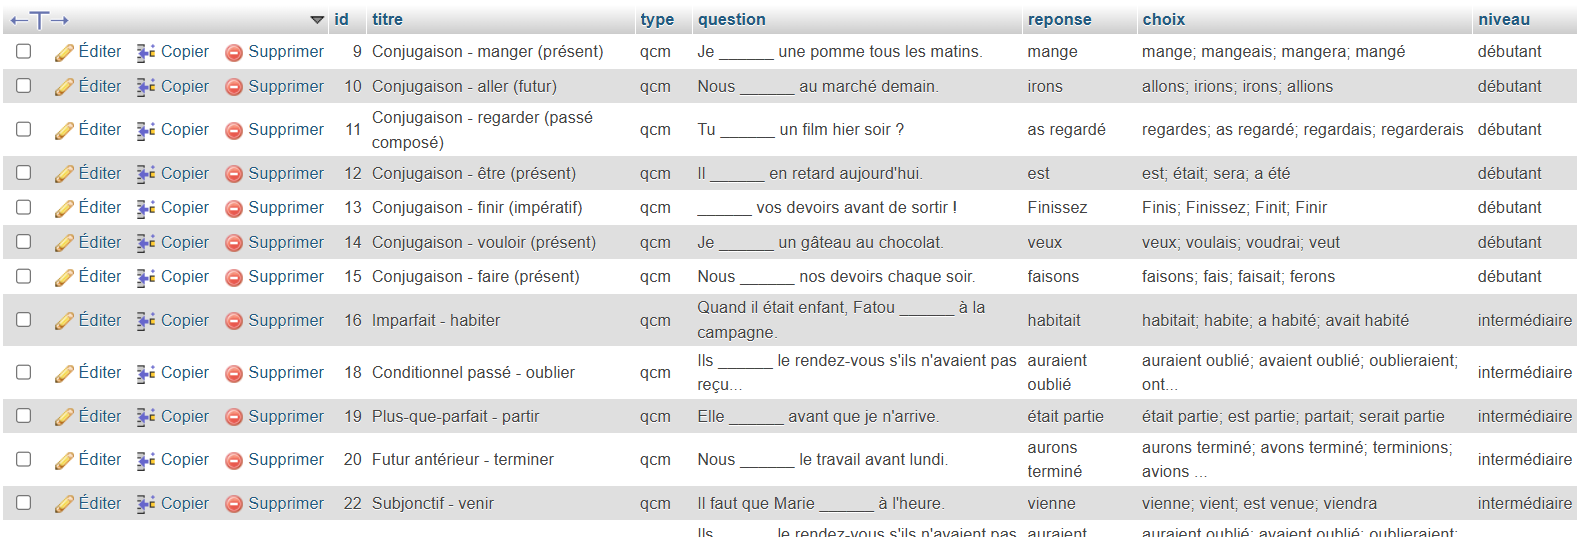 ←T→ id titre type question reponse choix niveau
Éditer Copier Supprimer 9 Conjugaison - manger (présent) qcm Je ______ une pomme tous les matins. mange mange; mangeais; mangera; mangé débutant
Éditer Copier Supprimer 10 Conjugaison - aller (futur) qcm Nous ______ au marché demain. irons allons; irions; irons; allions débutant
Éditer Copier Supprimer 11 Conjugaison - regarder (passé
composé) qcm Tu ______ un film hier soir ? as regardé regardes; as regardé; regardais; regarderais débutant
Éditer Copier Supprimer 12 Conjugaison - être (présent) qcm Il ______ en retard aujourd'hui. est est; était; sera; a été débutant
Éditer Copier Supprimer 13 Conjugaison - finir (impératif) qcm ______ vos devoirs avant de sortir ! Finissez Finis; Finissez; Finit; Finir débutant
Éditer Copier Supprimer 14 Conjugaison - vouloir (présent) qcm Je ______ un gâteau au chocolat. veux veux; voulais; voudrai; veut débutant
Éditer Copier Supprimer 15 Conjugaison - faire (présent) qcm Nous ______ nos devoirs chaque soir. faisons faisons; fais; faisait; ferons débutant
Éditer Copier Supprimer 16 Imparfait - habiter qcm Quand il était enfant, Fatou ______ à la
campagne. habitait habitait; habite; a habité; avait habité intermédiaire
Éditer Copier Supprimer 18 Conditionnel passé - oublier qcm Ils ______ le rendez-vous s'ils n'avaient pas
reçu... auraient
oublié auraient oublié; avaient oublié; oublieraient;
ont... intermédiaire
Éditer Copier Supprimer 19 Plus-que-parfait - partir qcm Elle ______ avant que je n'arrive. était partie était partie; est partie; partait; serait partie intermédiaire
Éditer Copier Supprimer 20 Futur antérieur - terminer qcm Nous ______ le travail avant lundi. aurons
terminé aurons terminé; avons terminé; terminions;
avions ... intermédiaire
Éditer Copier Supprimer 22 Subjonctif - venir qcm Il faut que Marie ______ à l'heure. vienne vienne; vient; est venue; viendra intermédiaire
Ils ______ le rendez-vous s'ils n'avaient pas auraient auraient oublié; avaient oublié; oublieraient;